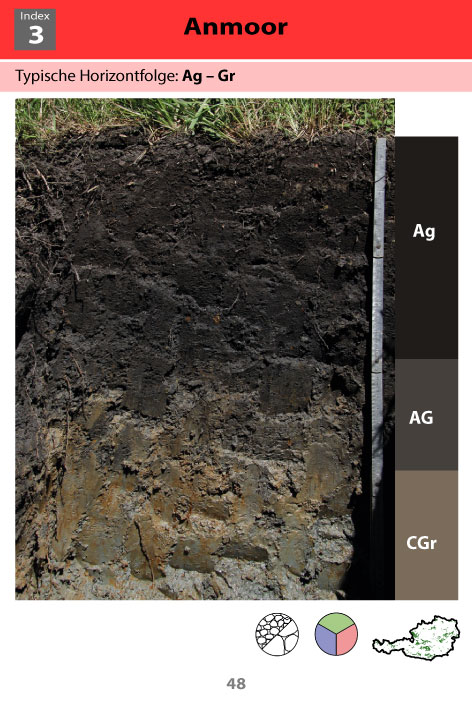 Index
3
Anmoor
Typische Horizontfolge: Ag – Gr
Ag
AG
CGr
48